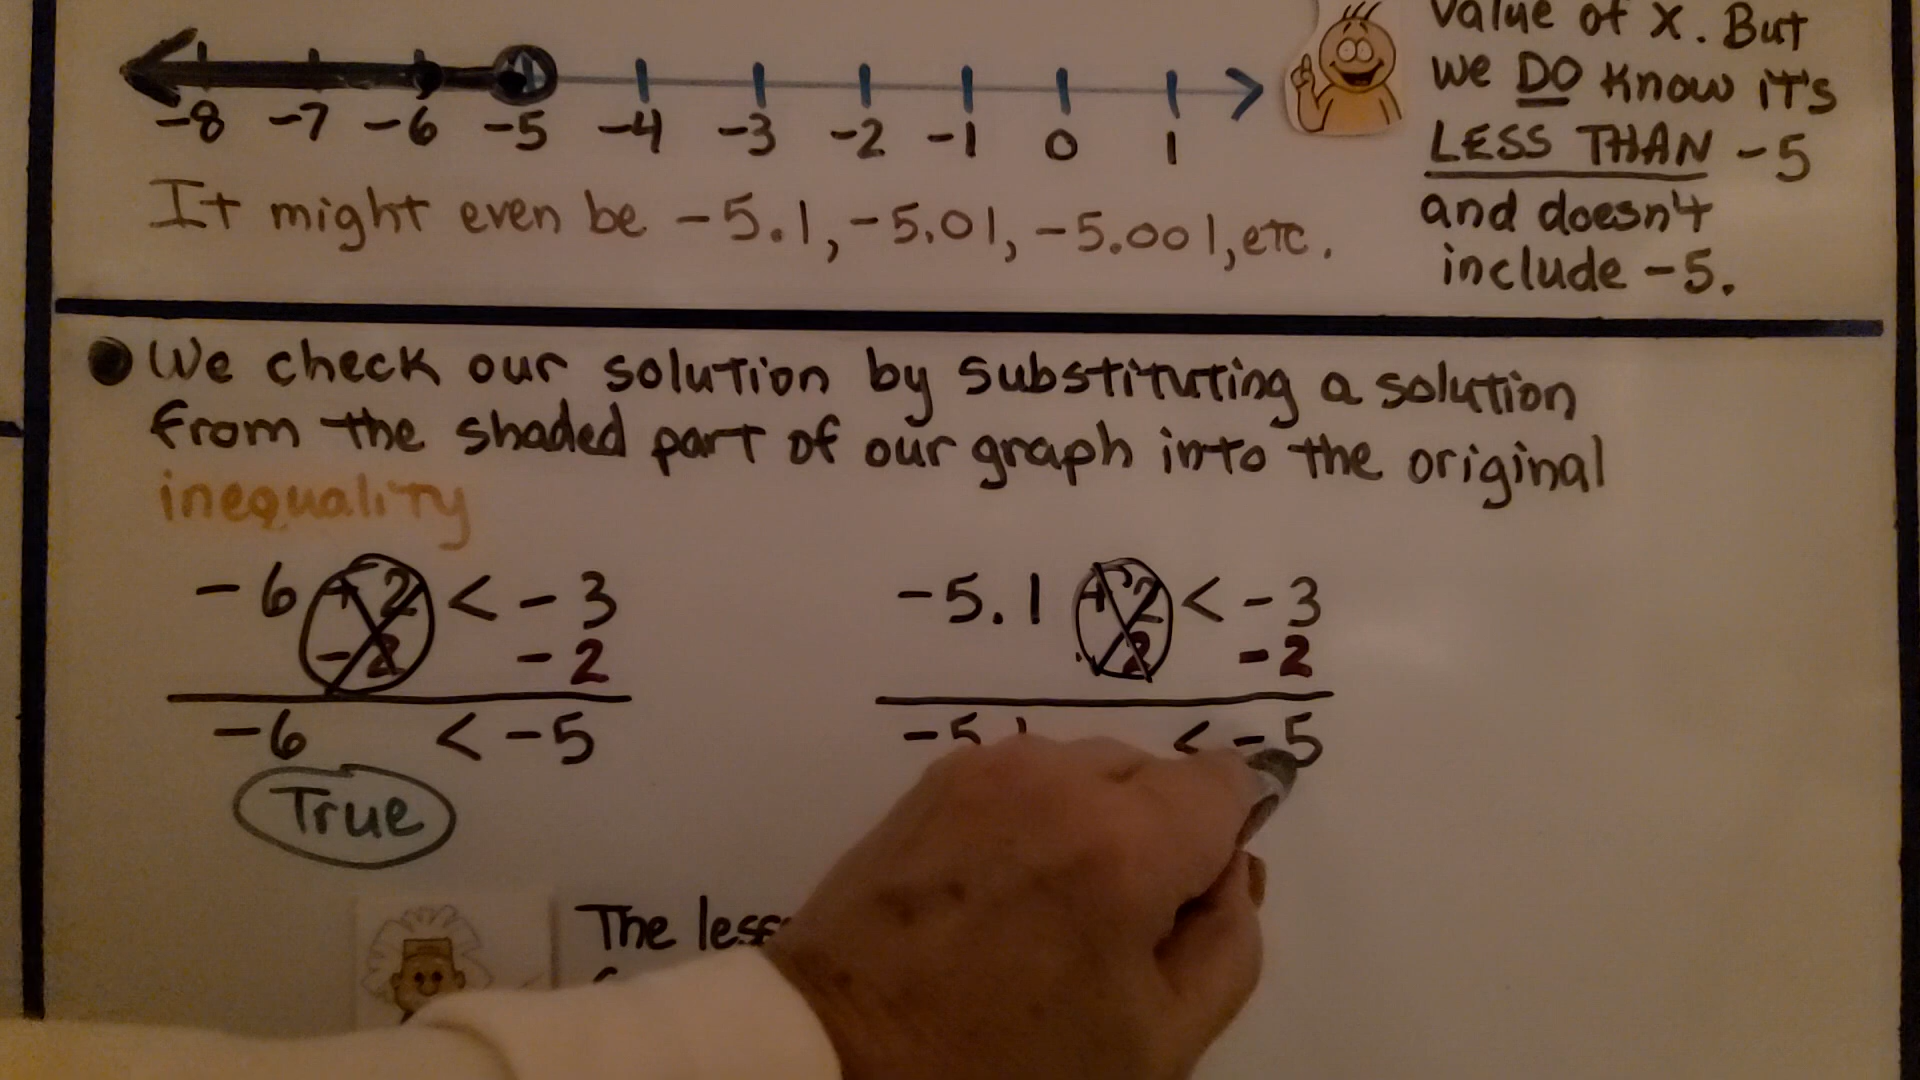 value of x. But
we DO know it's
LESS THAN -5
and doesn't
include -5.
-8 -7 -6 -5 -4 -3 -2 -1 0 1
It might even be -5.1, -5.01, -5.001, etc.
We check our solution by substituting a solution
from the shaded part of our graph into the original
inequality
-6 +2 < -3
-2 -2
-6 < -5
True
-5.1 +2 < -3
2 -2
-5.1 < -5
The